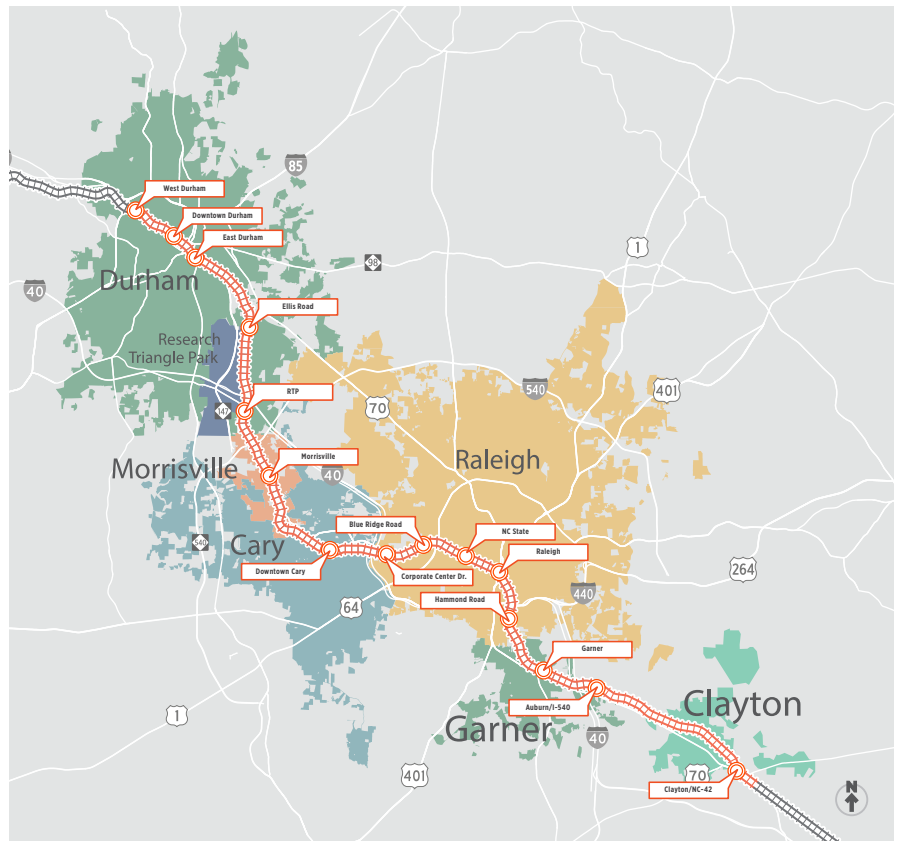 85
West Durham
Downtown Durham
East Durham
1
98
Durham
40
Ellis Road
Research
Triangle Park
RTP
540
401
70
147
Morrisville
Morrisville
40
Raleigh
Blue Ridge Road
NC State
540
Cary
Raleigh
Downtown Cary
Corporate Center Dr.
264
64
Hammond Road
440
Garner
Clayton
Auburn/I-540
1
Garner
40
401
70
Clayton/NC-42
N